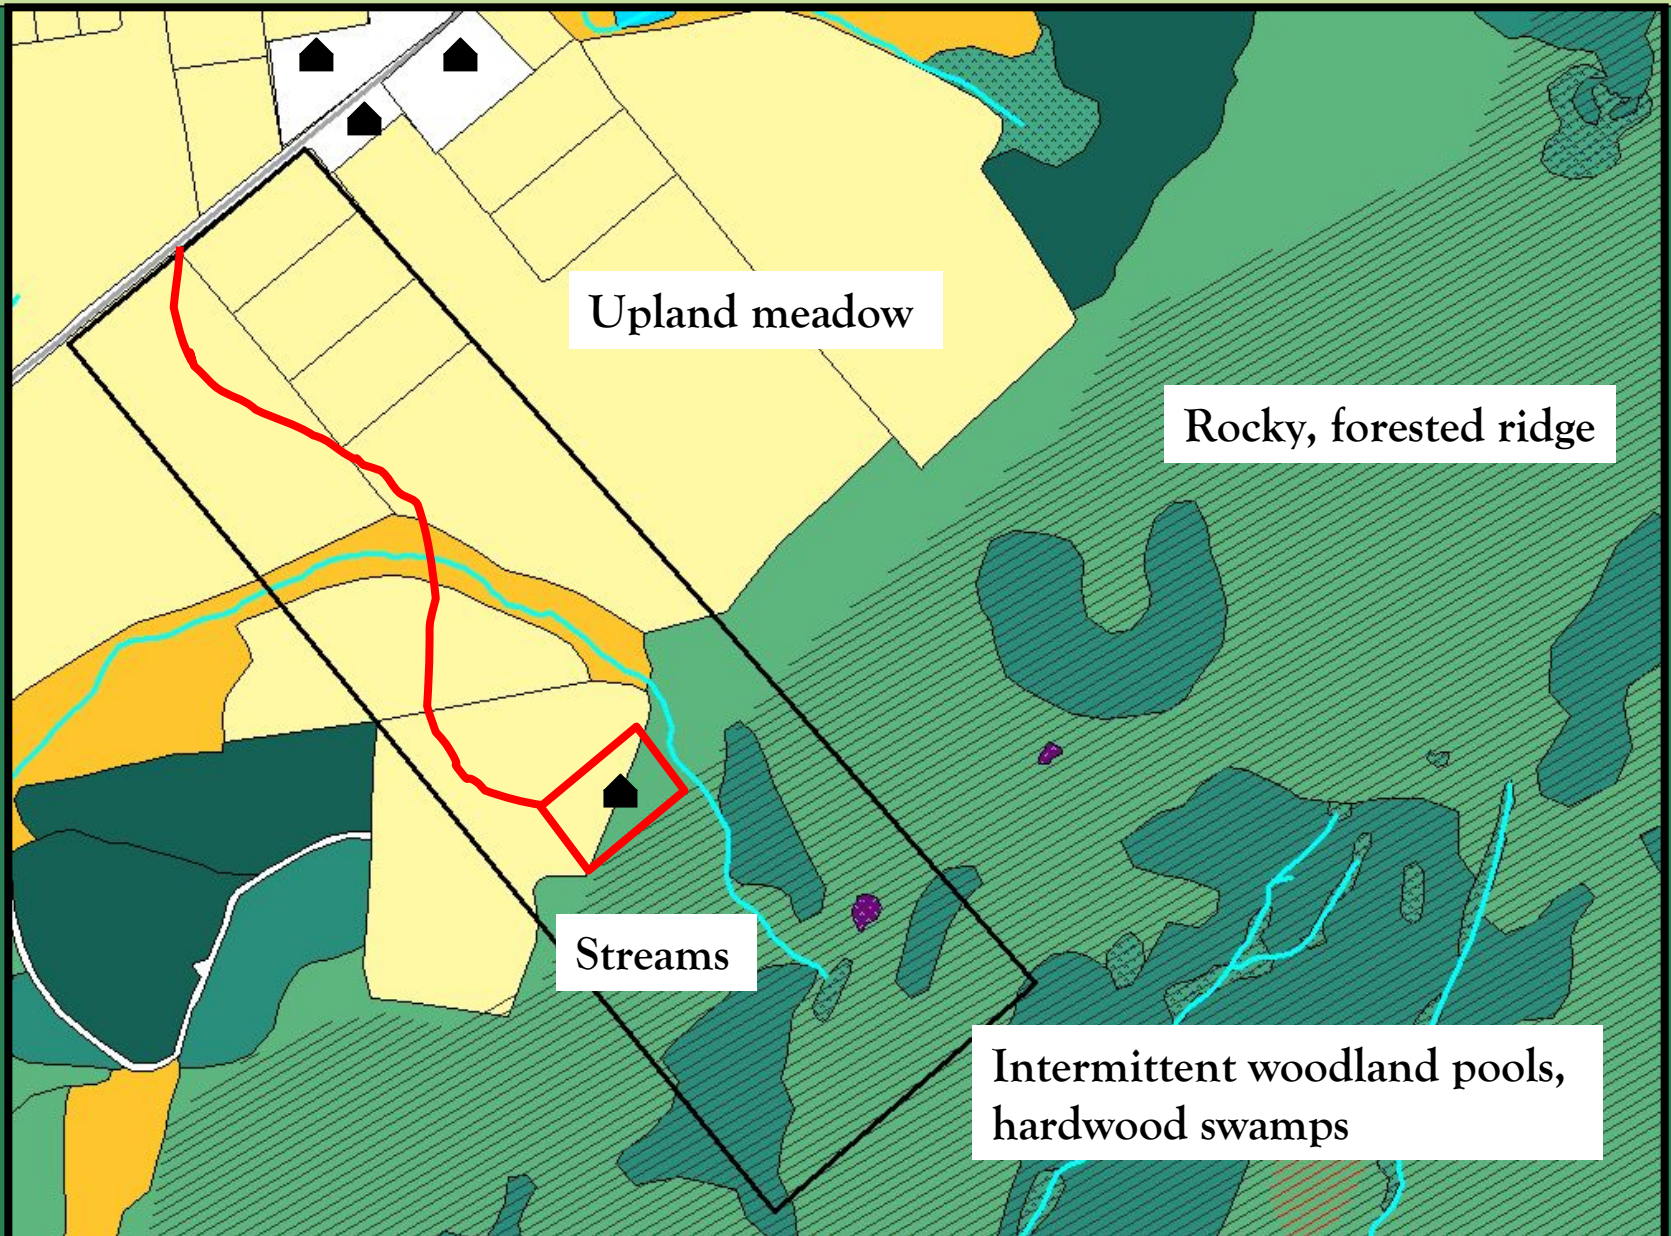 Upland meadow
Rocky, forested ridge
Streams
Intermittent woodland pools,
hardwood swamps